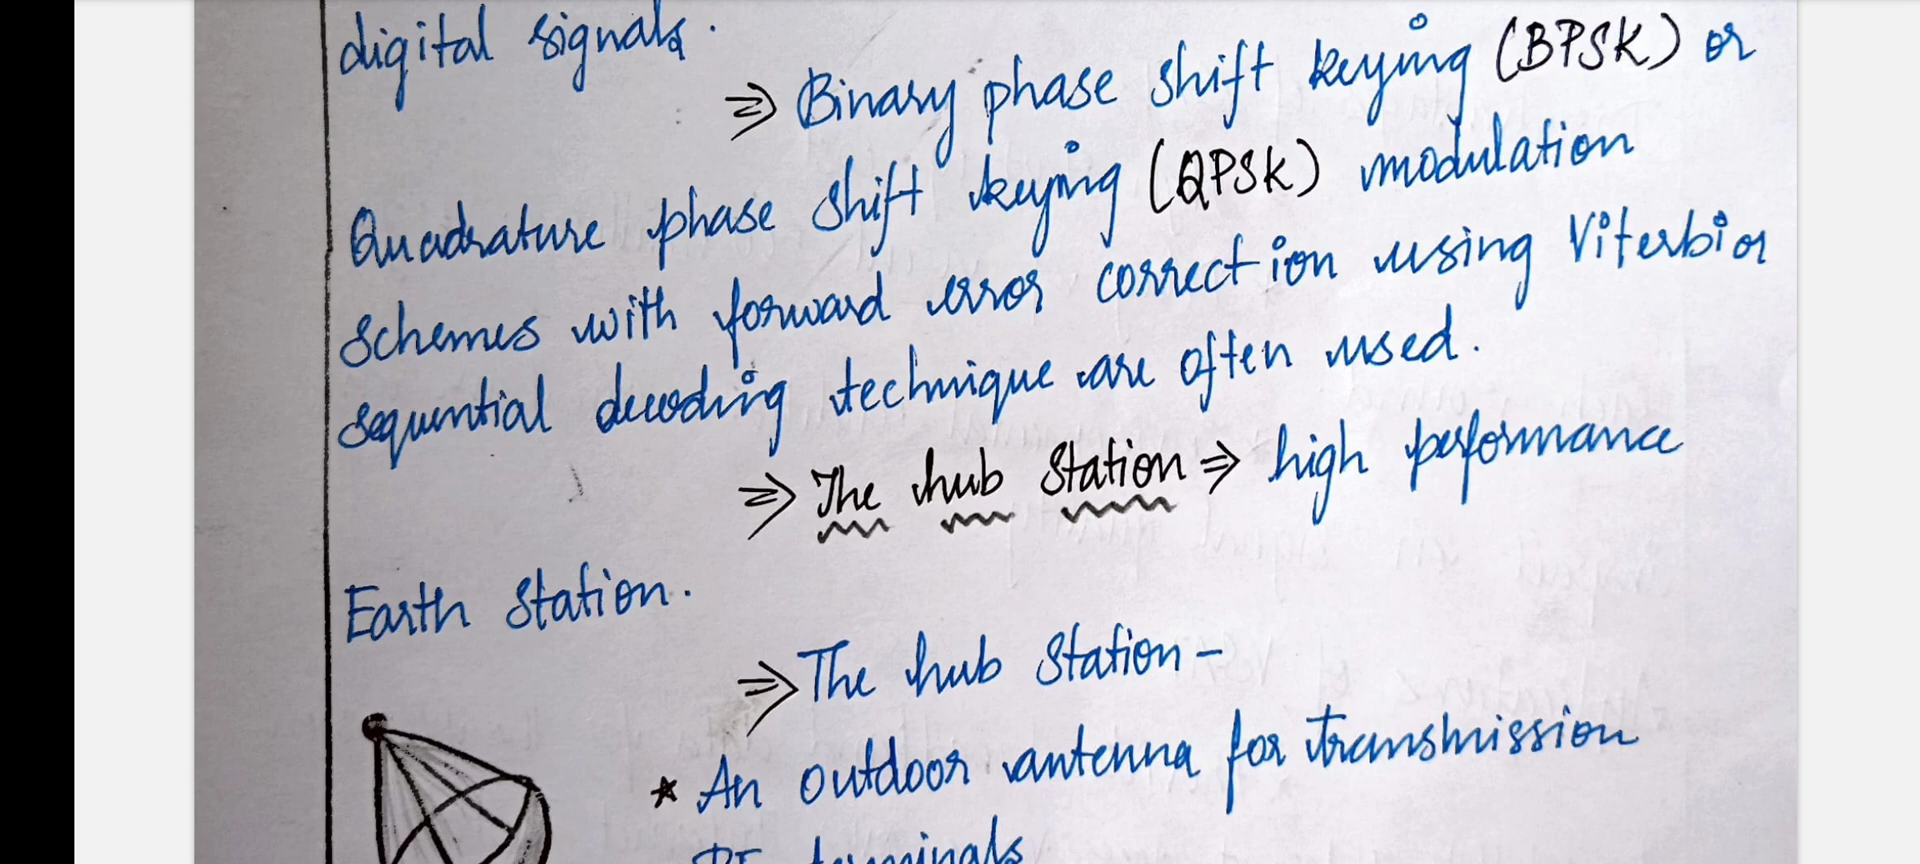 digital signals.
⇒ Binary phase shift keying (BPSK) or
Quadrature phase shift keying (QPSK) modulation
schemes with forward error correction using Viterbi or
sequential decoding technique are often used.
⇒ The hub station ⇒ high performance
Earth station.
⇒ The hub station -
* An outdoor antenna for transmission
RF terminals